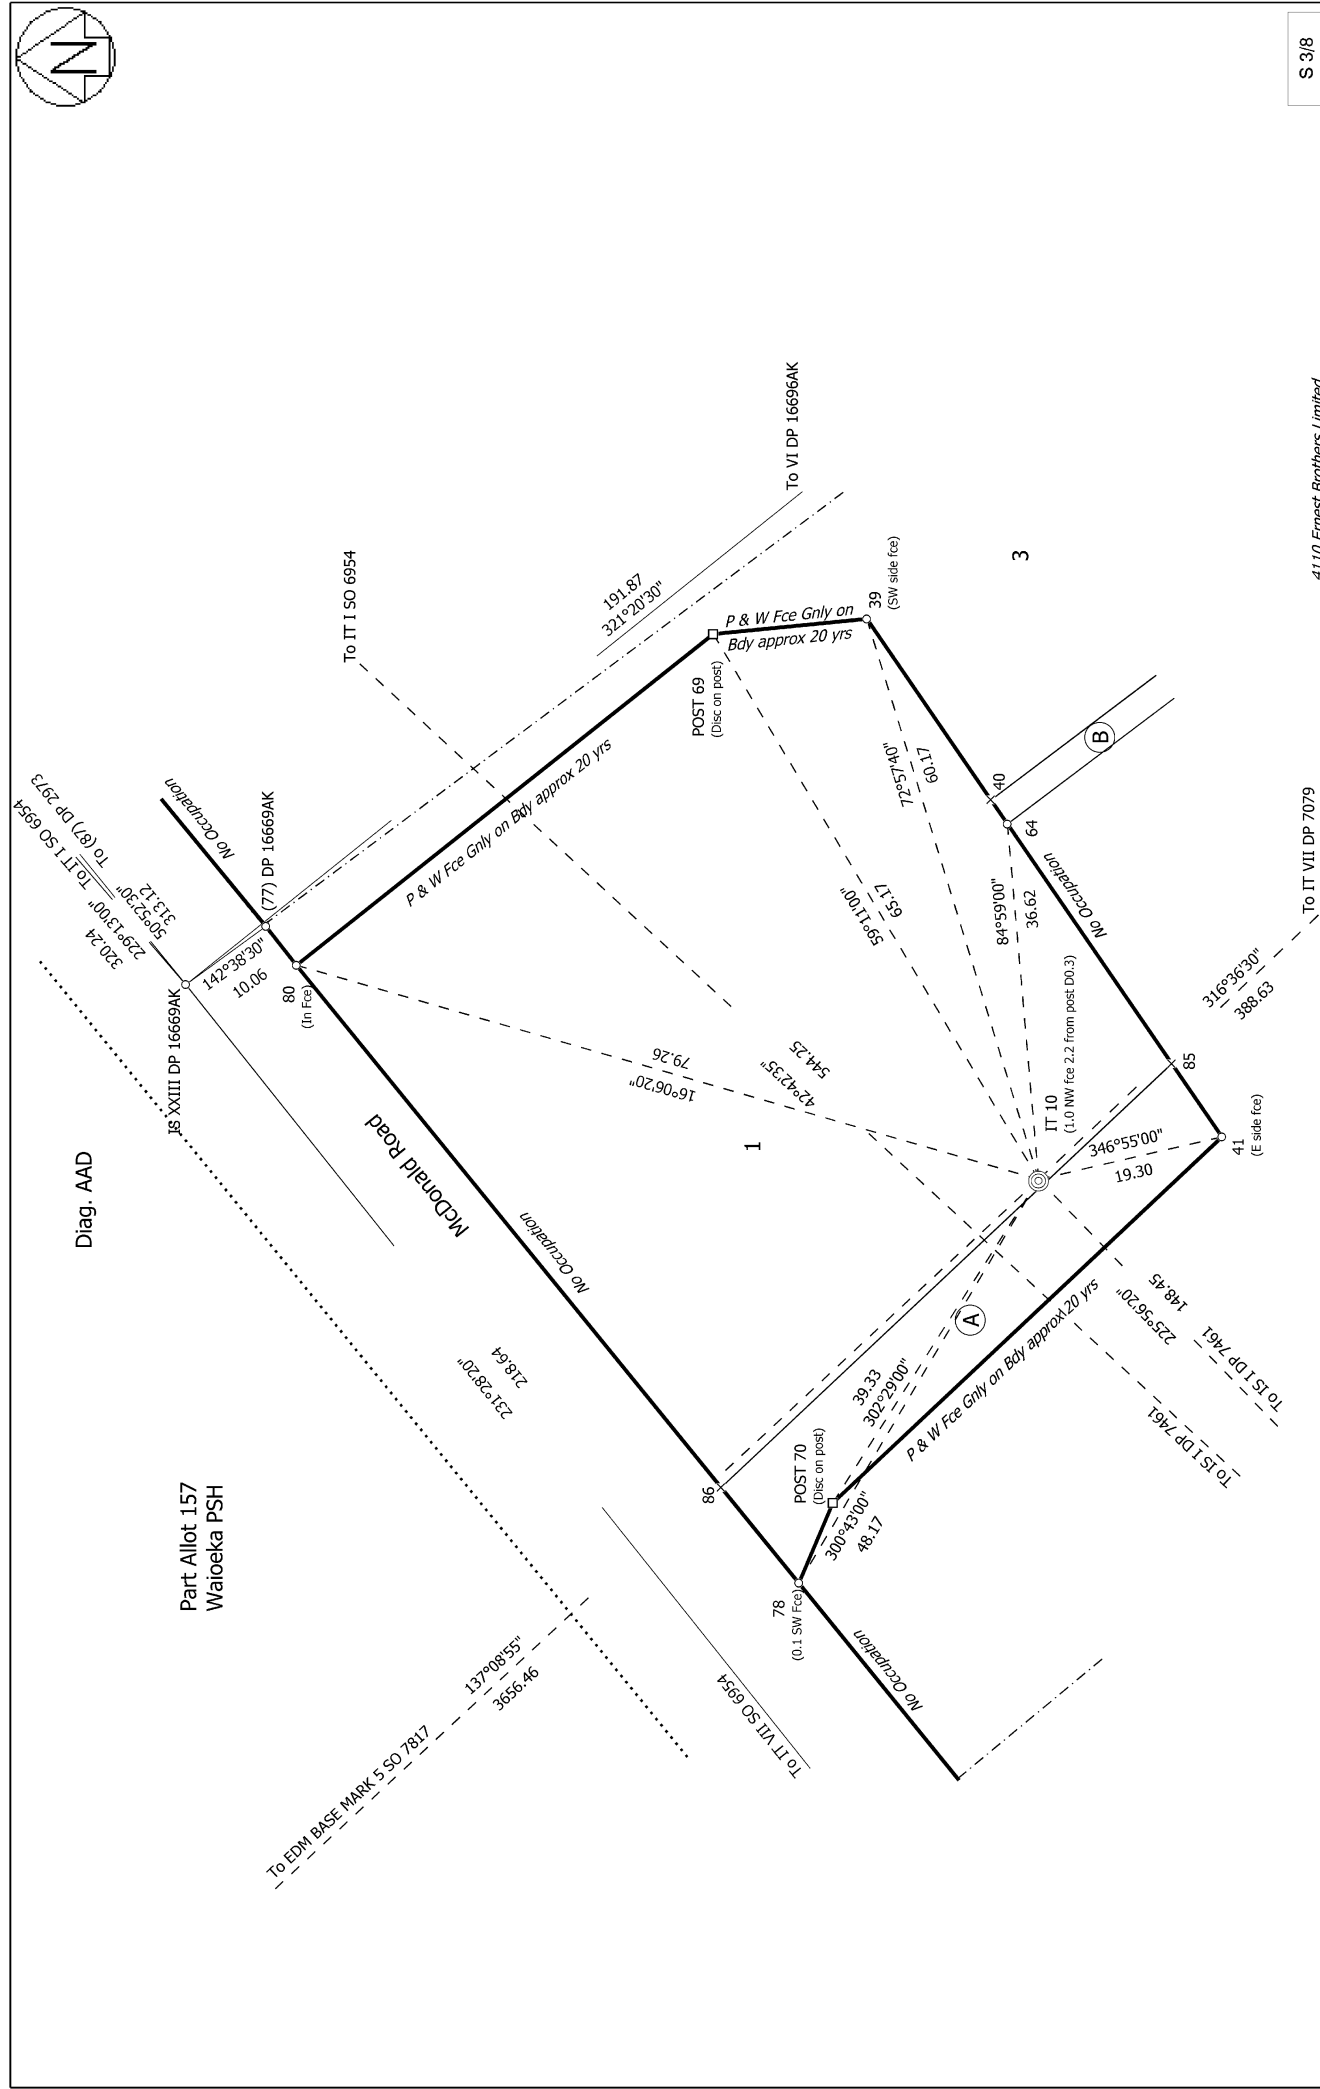 N
Diag. AAD
Part Allot 157
Waioeka PSH
To IT I SO 6954
To (87) DP 2973
320.24
229°13'00"
50°52'30"
313.12
IS XXIII DP 16669AK
142°38'30"
10.06
No Occupation
(77) DP 16669AK
80
(In Fce)
To IT I SO 6954
McDonald Road
No Occupation
P & W Fce Gnly on Bdy approx 20 yrs
191.87
321°20'30"
To VI DP 16696AK
POST 69
(Disc on post)
P & W Fce Gnly on
Bdy approx 20 yrs
39
(SW side fce)
3
16°06'20"
79.26
42°42'35"
544.25
1
59°11'00"
65.17
72°57'40"
60.17
84°59'00"
36.62
40
64
B
No Occupation
IT 10
(1.0 NW fce 2.2 from post D0.3)
346°55'00"
19.30
85
41
(E side fce)
316°36'30"
388.63
To IT VII DP 7079
231°28'20"
218.64
86
POST 70
(Disc on post)
39.33
302°29'00"
A
300°43'00"
48.17
78
(0.1 SW Fce)
No Occupation
P & W Fce Gnly on Bdy approx 20 yrs
225°56'20"
148.45
To IS I DP 7461
To IS I DP 7461
To IT VII SO 6954
137°08'55"
3656.46
To EDM BASE MARK 5 SO 7817
S 3/8
4110 Ernest Brothers Limited